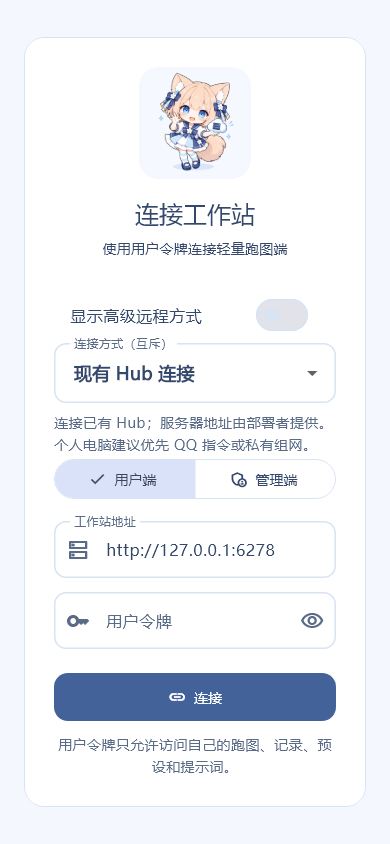 连接工作站
使用用户令牌连接轻量跑图端
显示高级远程方式
连接方式（互斥）
现有 Hub 连接
连接已有 Hub；服务器地址由部署者提供。
个人电脑建议优先 QQ 指令或私有组网。
用户端
管理端
工作站地址
http://127.0.0.1:6278
用户令牌
连接
用户令牌只允许访问自己的跑图、记录、预
设和提示词。